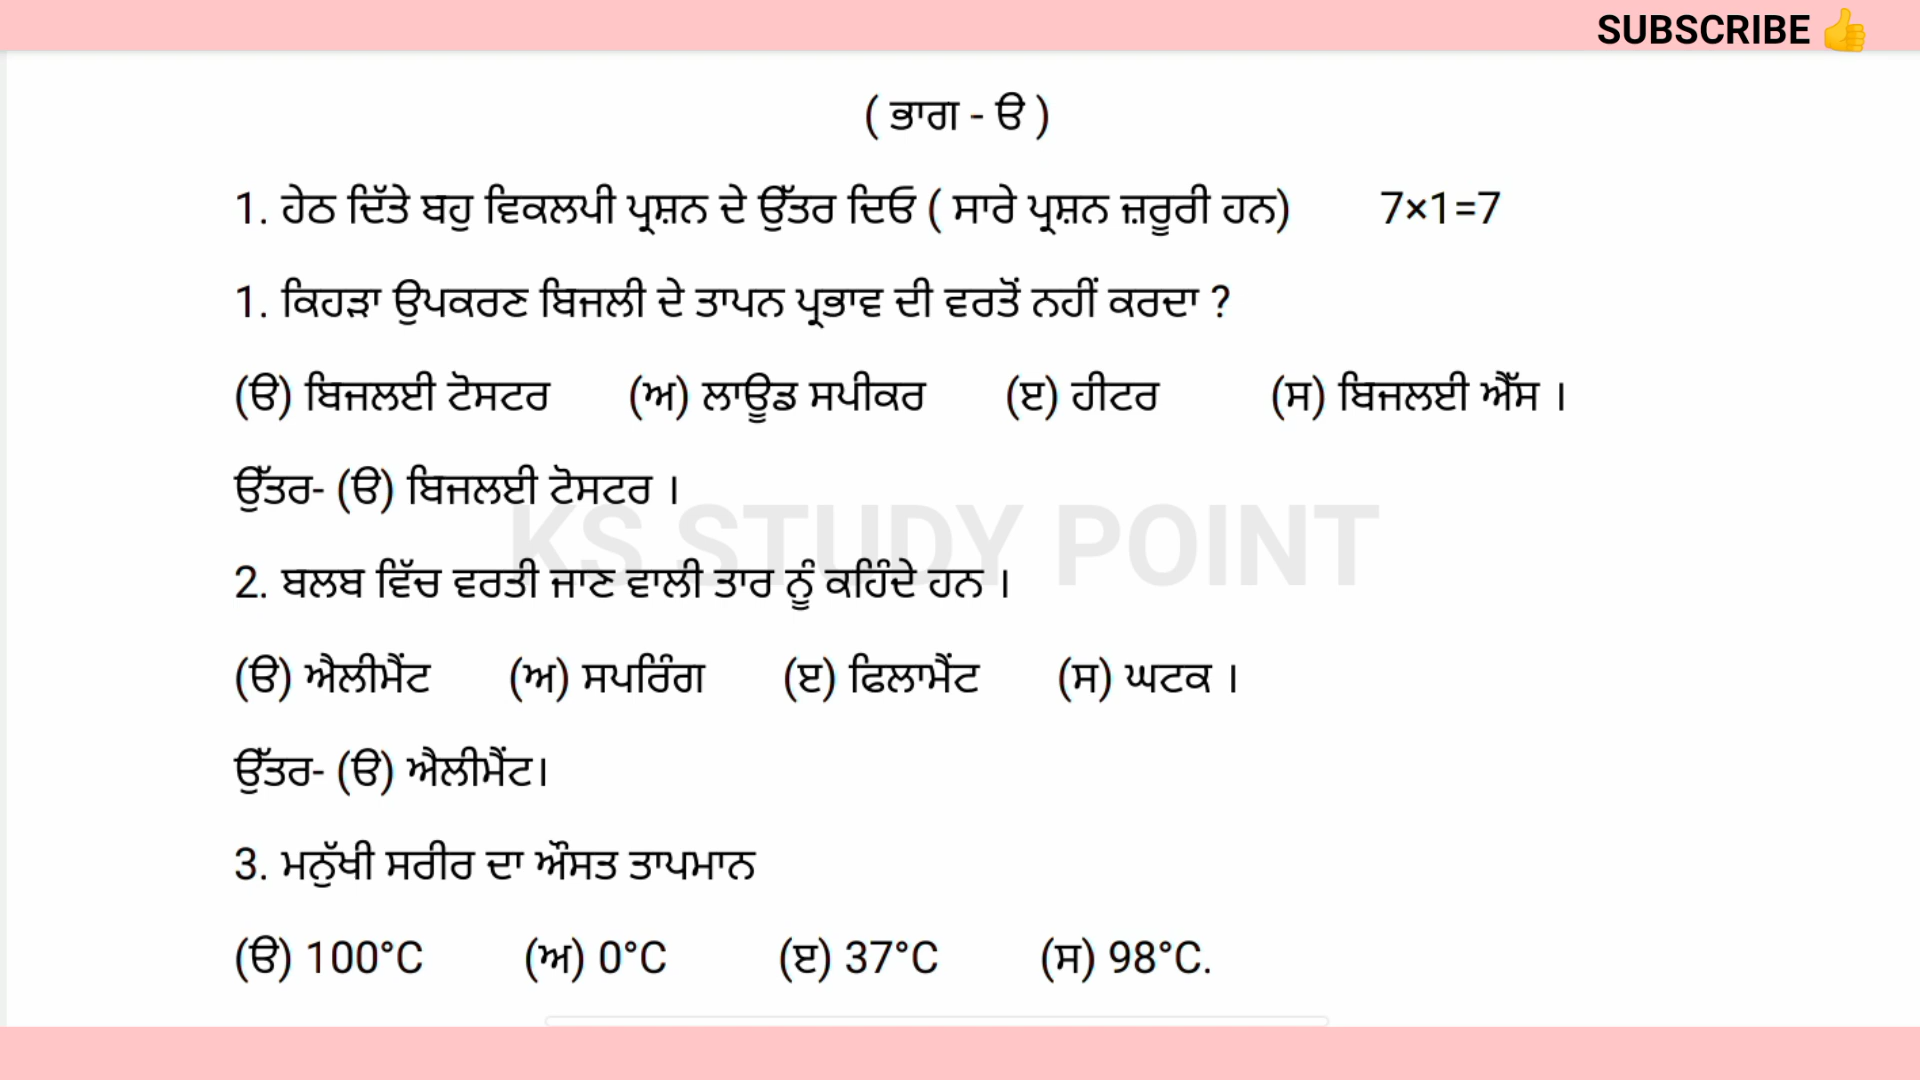 SUBSCRIBE 👍
( ਭਾਗ - ੳ )
1. ਹੇਠ ਦਿੱਤੇ ਬਹੁ ਵਿਕਲਪੀ ਪ੍ਰਸ਼ਨ ਦੇ ਉੱਤਰ ਦਿਓ ( ਸਾਰੇ ਪ੍ਰਸ਼ਨ ਜ਼ਰੂਰੀ ਹਨ) 7×1=7
1. ਕਿਹੜਾ ਉਪਕਰਣ ਬਿਜਲੀ ਦੇ ਤਾਪਨ ਪ੍ਰਭਾਵ ਦੀ ਵਰਤੋਂ ਨਹੀਂ ਕਰਦਾ ?
(ੳ) ਬਿਜਲਈ ਟੋਸਟਰ (ਅ) ਲਾਊਡ ਸਪੀਕਰ (ੲ) ਹੀਟਰ (ਸ) ਬਿਜਲਈ ਐੱਸ ।
ਉੱਤਰ- (ੳ) ਬਿਜਲਈ ਟੋਸਟਰ ।
KS STUDY POINT
2. ਬਲਬ ਵਿੱਚ ਵਰਤੀ ਜਾਣ ਵਾਲੀ ਤਾਰ ਨੂੰ ਕਹਿੰਦੇ ਹਨ ।
(ੳ) ਐਲੀਮੈਂਟ (ਅ) ਸਪਰਿੰਗ (ੲ) ਫਿਲਾਮੈਂਟ (ਸ) ਘਟਕ ।
ਉੱਤਰ- (ੳ) ਐਲੀਮੈਂਟ।
3. ਮਨੁੱਖੀ ਸਰੀਰ ਦਾ ਔਸਤ ਤਾਪਮਾਨ
(ੳ) 100°C (ਅ) 0°C (ੲ) 37°C (ਸ) 98°C.